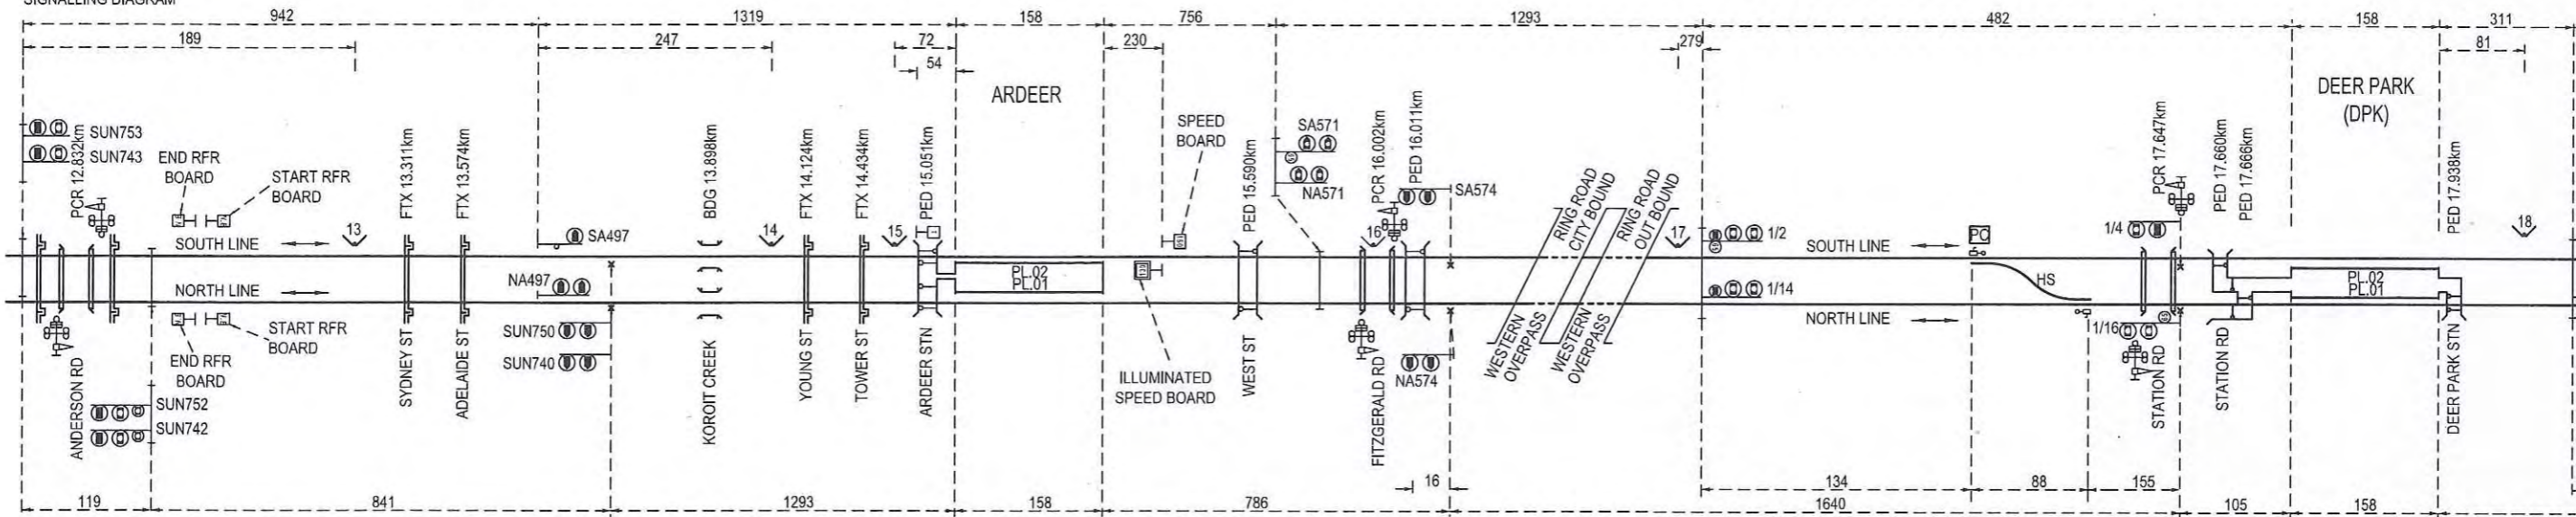 SIGNALLING DIAGRAM
942
1319
158
756
1293
482
158
311
189
247
72
230
279
81
54
ARDEER
DEER PARK
(DPK)
SUN753
SUN743
PCR 12.832km
END RFR
BOARD
START RFR
BOARD
FTX 13.311km
FTX 13.574km
SA497
BDG 13.898km
FTX 14.124km
FTX 14.434km
PED 15.051km
SPEED
BOARD
PED 15.590km
SA571
NA571
PCR 16.002km
PED 16.011km
SA574
RING ROAD
CITY BOUND
RING ROAD
OUT BOUND
1/2
PCR 17.647km
1/4
PED 17.660km
PED 17.666km
PED 17.938km
13
14
15
16
17
18
SOUTH LINE
SOUTH LINE
PL.02
PL.01
HS
PL.02
PL.01
NORTH LINE
NA497
1/14
NORTH LINE
START RFR
BOARD
END RFR
BOARD
SUN750
SUN740
1/16
ANDERSON RD
SUN752
SUN742
SYDNEY ST
ADELAIDE ST
KOROIT CREEK
YOUNG ST
TOWER ST
ARDEER STN
ILLUMINATED
SPEED BOARD
WEST ST
FITZGERALD RD
NA574
WESTERN
OVERPASS
WESTERN
OVERPASS
STATION RD
STATION RD
DEER PARK STN
16
134
88
155
119
841
1293
158
786
1640
105
158